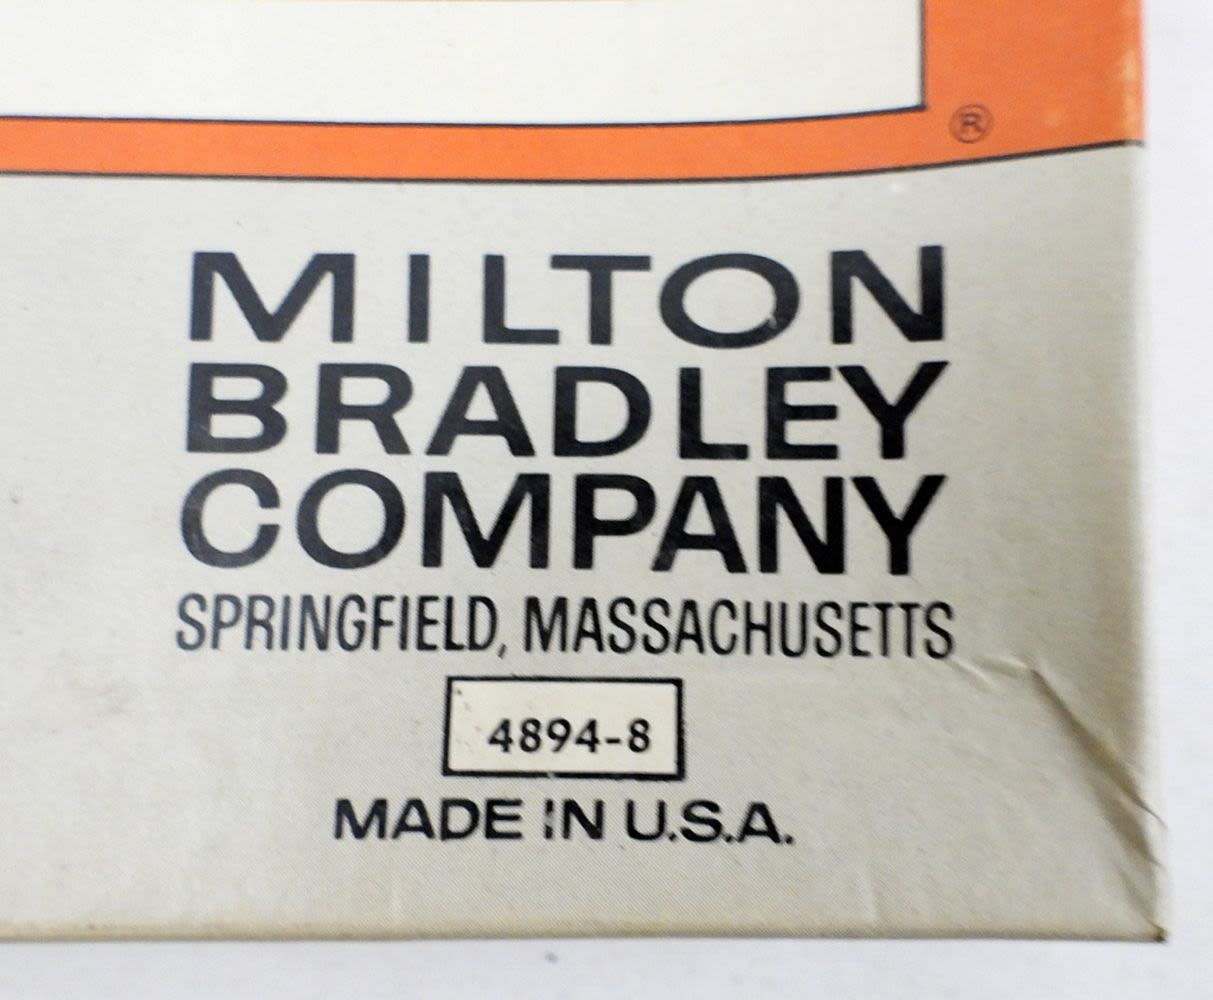 ®
MILTON
BRADLEY
COMPANY
SPRINGFIELD, MASSACHUSETTS
4894-8
MADE IN U.S.A.